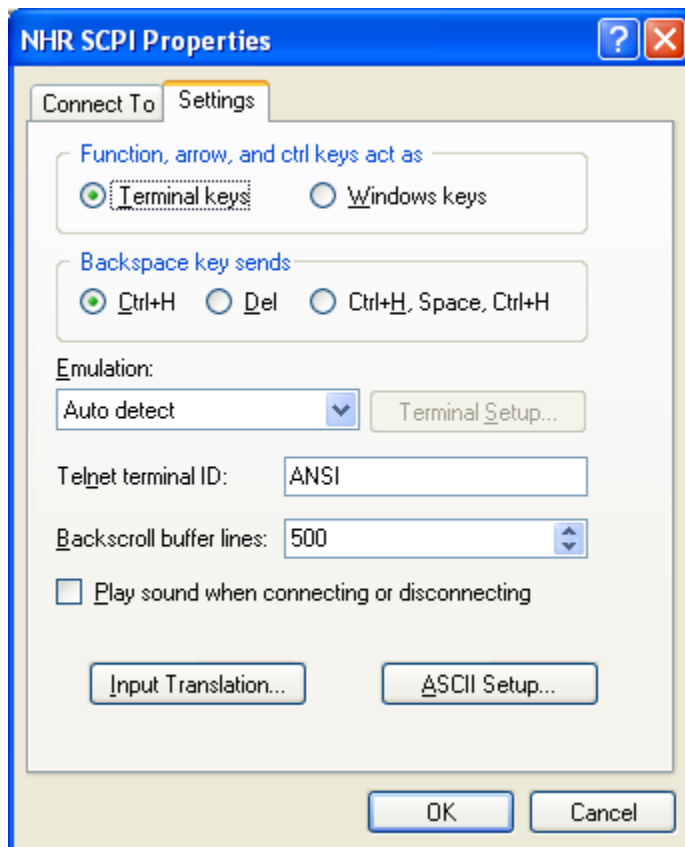 NHR SCPI Properties
Connect To
Settings
Function, arrow, and ctrl keys act as
Terminal keys
Windows keys
Backspace key sends
Ctrl+H
Del
Ctrl+H, Space, Ctrl+H
Emulation:
Auto detect
Terminal Setup...
Telnet terminal ID:
ANSI
Backscroll buffer lines:
500
Play sound when connecting or disconnecting
Input Translation...
ASCII Setup...
OK
Cancel